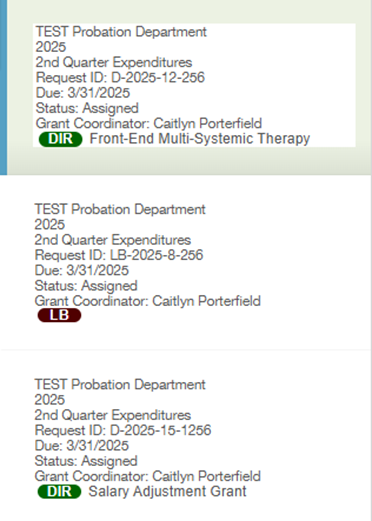 TEST Probation Department
2025
2nd Quarter Expenditures
Request ID: D-2025-12-256
Due: 3/31/2025
Status: Assigned
Grant Coordinator: Caitlyn Porterfield
DIR Front-End Multi-Systemic Therapy
TEST Probation Department
2025
2nd Quarter Expenditures
Request ID: LB-2025-8-256
Due: 3/31/2025
Status: Assigned
Grant Coordinator: Caitlyn Porterfield
LB
TEST Probation Department
2025
2nd Quarter Expenditures
Request ID: D-2025-15-1256
Due: 3/31/2025
Status: Assigned
Grant Coordinator: Caitlyn Porterfield
DIR Salary Adjustment Grant